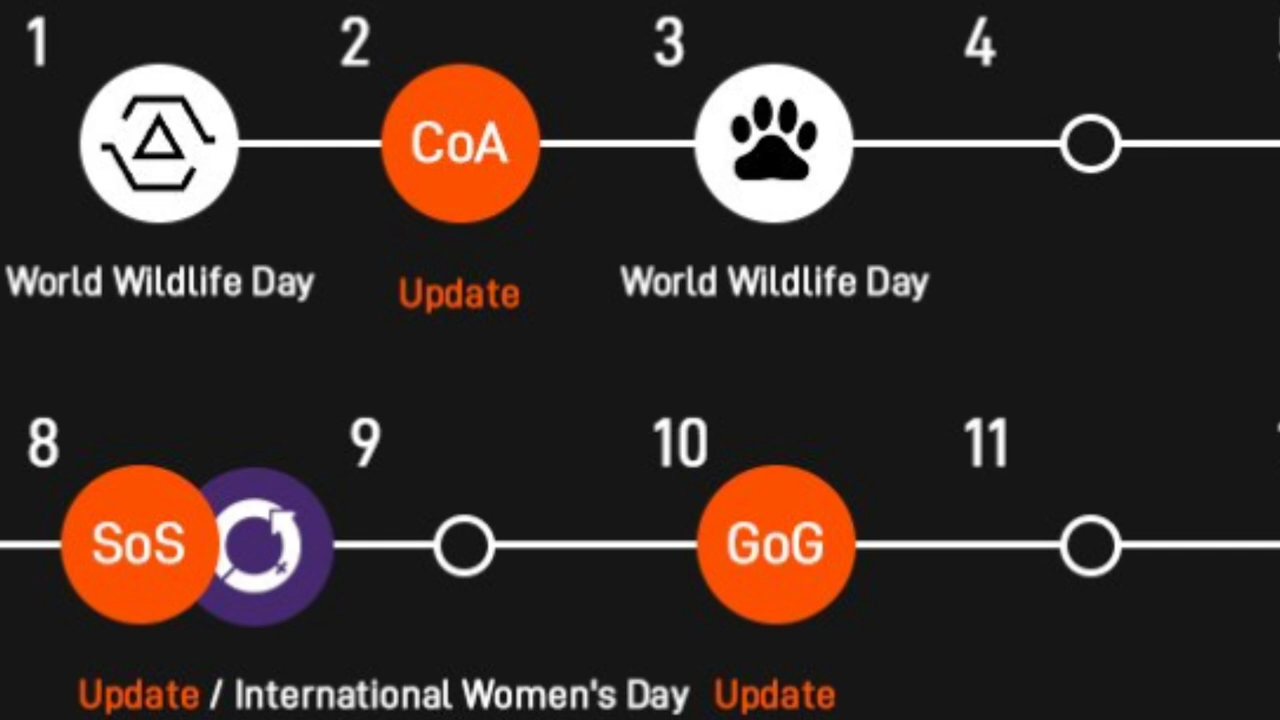 1 2 3 4
CoA
World Wildlife Day Update World Wildlife Day
8 9 10 11
SoS GoG
Update / International Women's Day Update